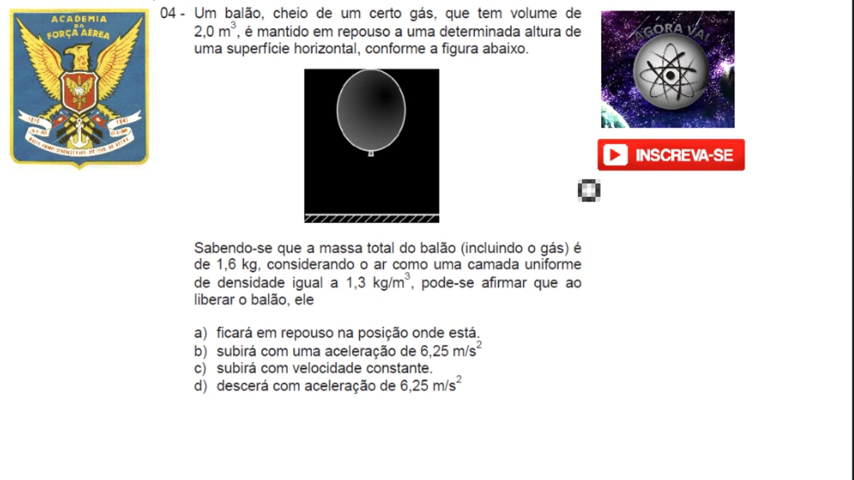 ACADEMIA
DA
FORÇA AÉREA
04 - Um balão, cheio de um certo gás, que tem volume de
2,0 m³, é mantido em repouso a uma determinada altura de
uma superfície horizontal, conforme a figura abaixo.
AGORA VAI
INSCREVA-SE
Sabendo-se que a massa total do balão (incluindo o gás) é
de 1,6 kg, considerando o ar como uma camada uniforme
de densidade igual a 1,3 kg/m³, pode-se afirmar que ao
liberar o balão, ele
a) ficará em repouso na posição onde está.
b) subirá com uma aceleração de 6,25 m/s²
c) subirá com velocidade constante.
d) descerá com aceleração de 6,25 m/s²